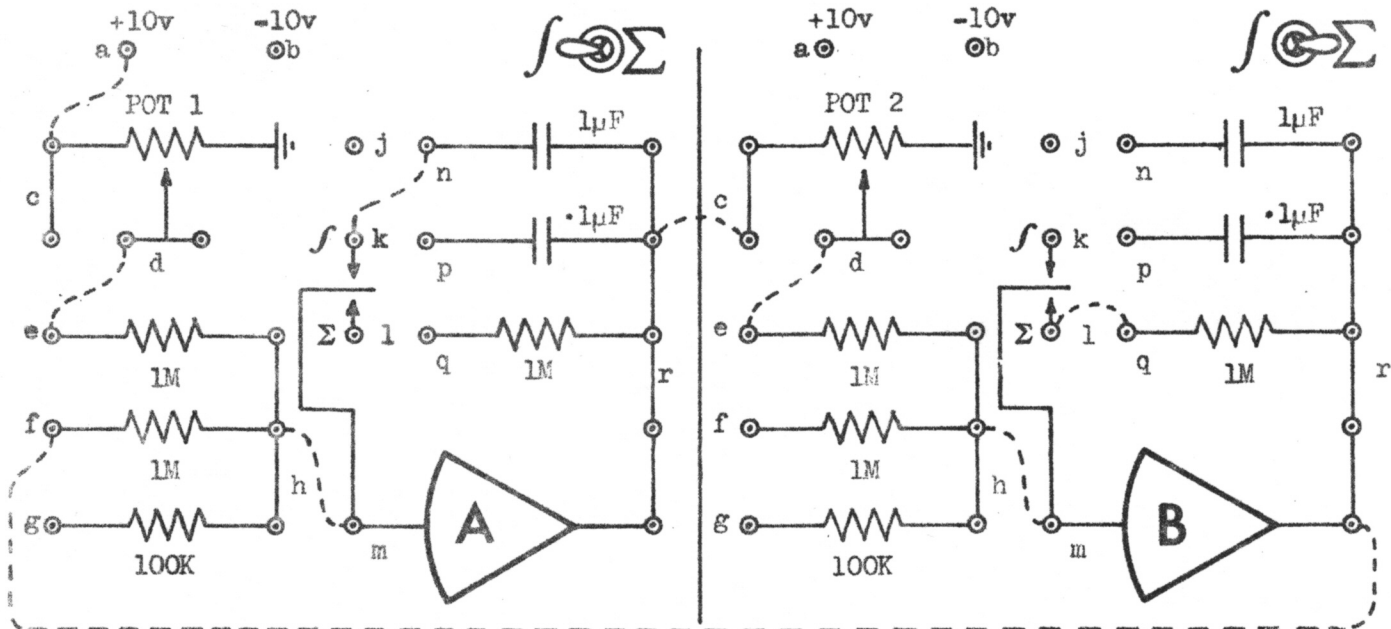 +10v -10v +10v -10v
a b ∫ Σ a b ∫ Σ
POT 1 1µF POT 2 1µF
j j
n n
c .1µF c .1µF
∫ k ∫ k
d p d p
e Σ l e Σ l
q q
1M 1M r 1M 1M r
f f
1M 1M
h h
g A g B
m m
100K 100K